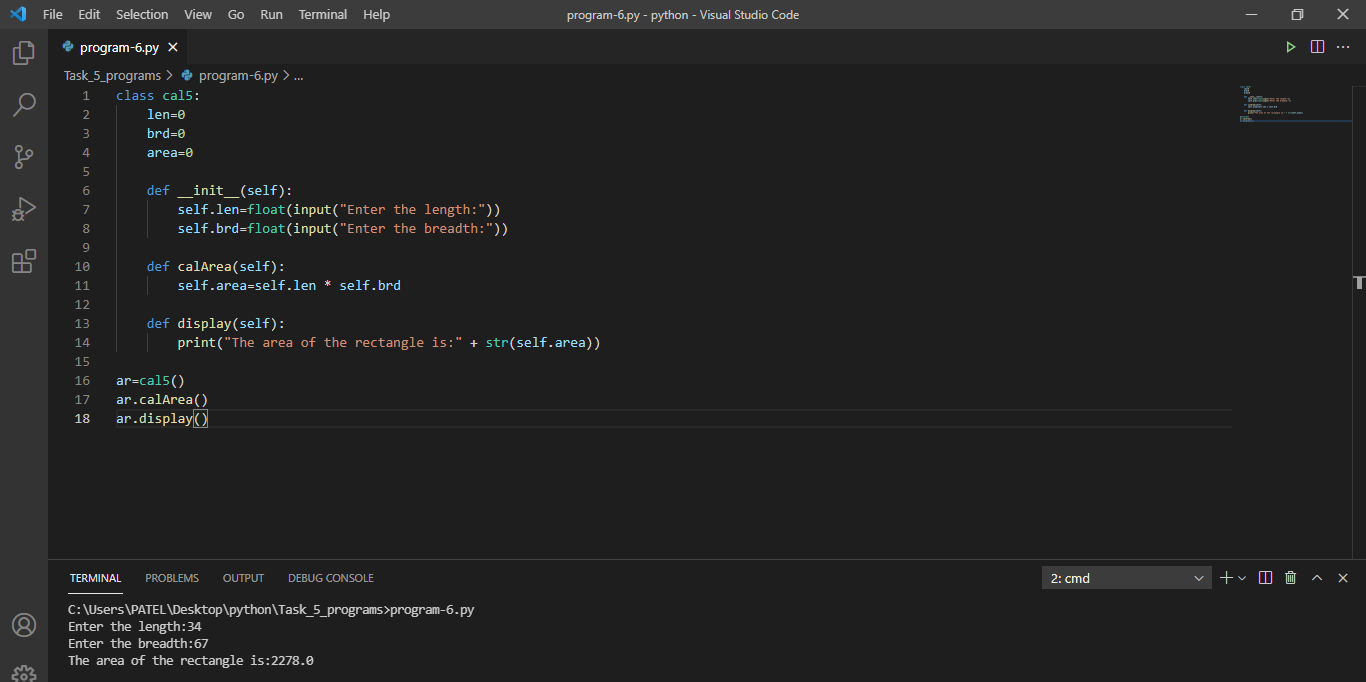 File Edit Selection View Go Run Terminal Help program-6.py - python - Visual Studio Code
program-6.py
Task_5_programs > program-6.py > ...
1 class cal5:
2     len=0
3     brd=0
4     area=0
5
6     def __init__(self):
7         self.len=float(input("Enter the length:"))
8         self.brd=float(input("Enter the breadth:"))
9
10     def calArea(self):
11         self.area=self.len * self.brd
12
13     def display(self):
14         print("The area of the rectangle is:" + str(self.area))
15
16 ar=cal5()
17 ar.calArea()
18 ar.display()
TERMINAL PROBLEMS OUTPUT DEBUG CONSOLE 2: cmd
C:\Users\PATEL\Desktop\python\Task_5_programs>program-6.py
Enter the length:34
Enter the breadth:67
The area of the rectangle is:2278.0